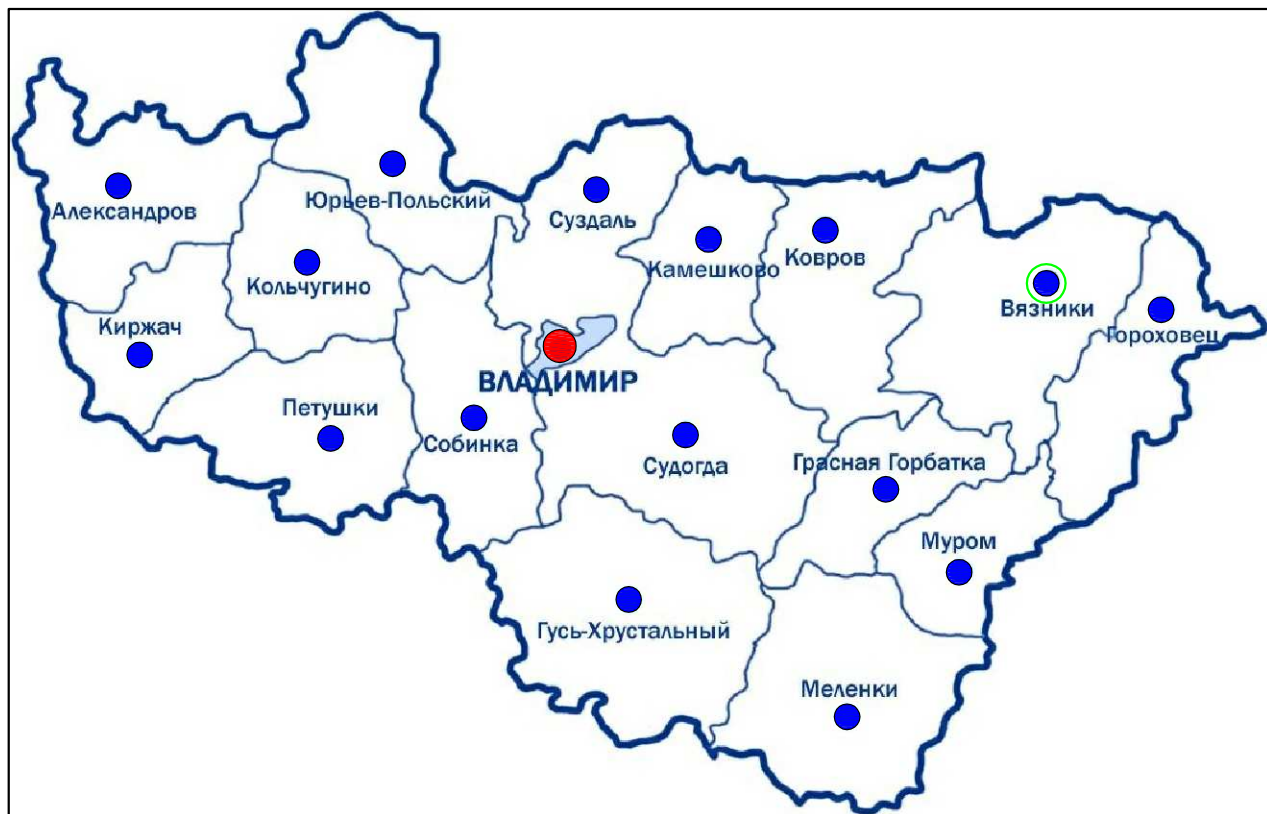 Александров
Юрьев-Польский
Суздаль
Камешково
Ковров
Вязники
Гороховец
Кольчугино
Киржач
ВЛАДИМИР
Петушки
Собинка
Судогда
Грасная Горбатка
Муром
Гусь-Хрустальный
Меленки